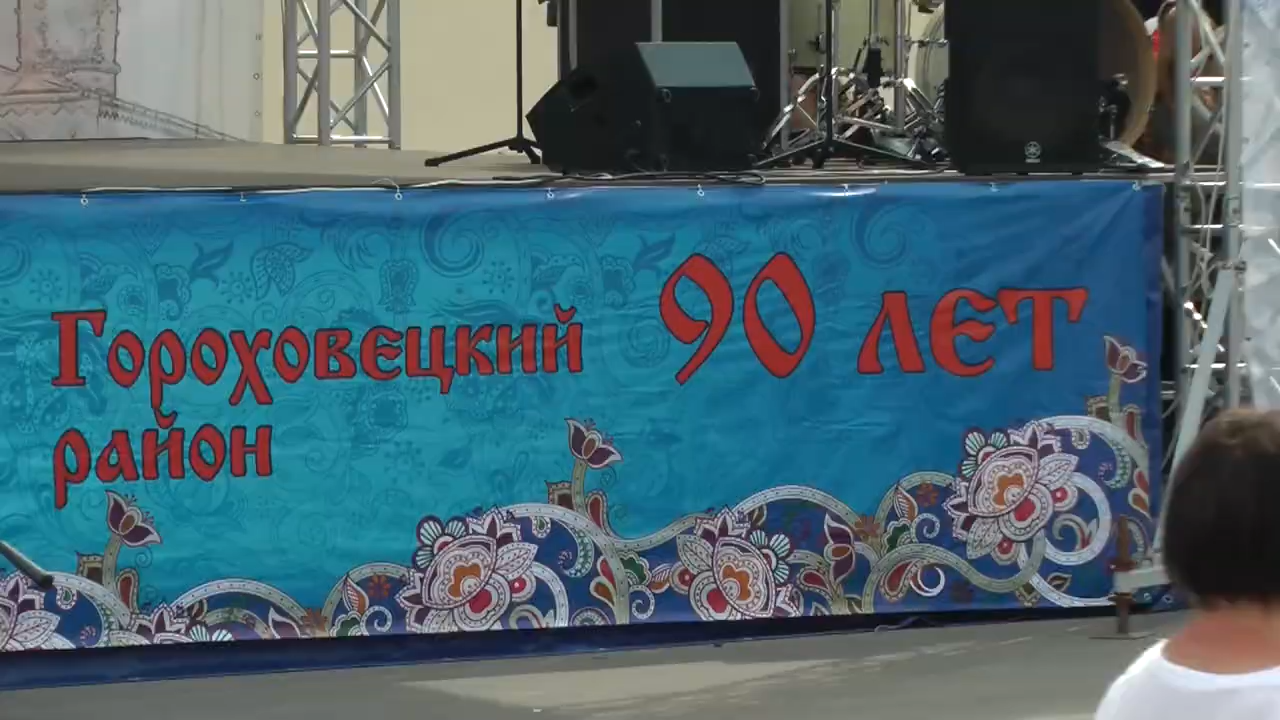 Гороховецкий
район
90 лет